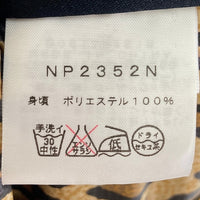 NP2352N
身頃 ポリエステル100%
手洗イ 30 中性
エンソサラシ
低
ドライ セキユ系